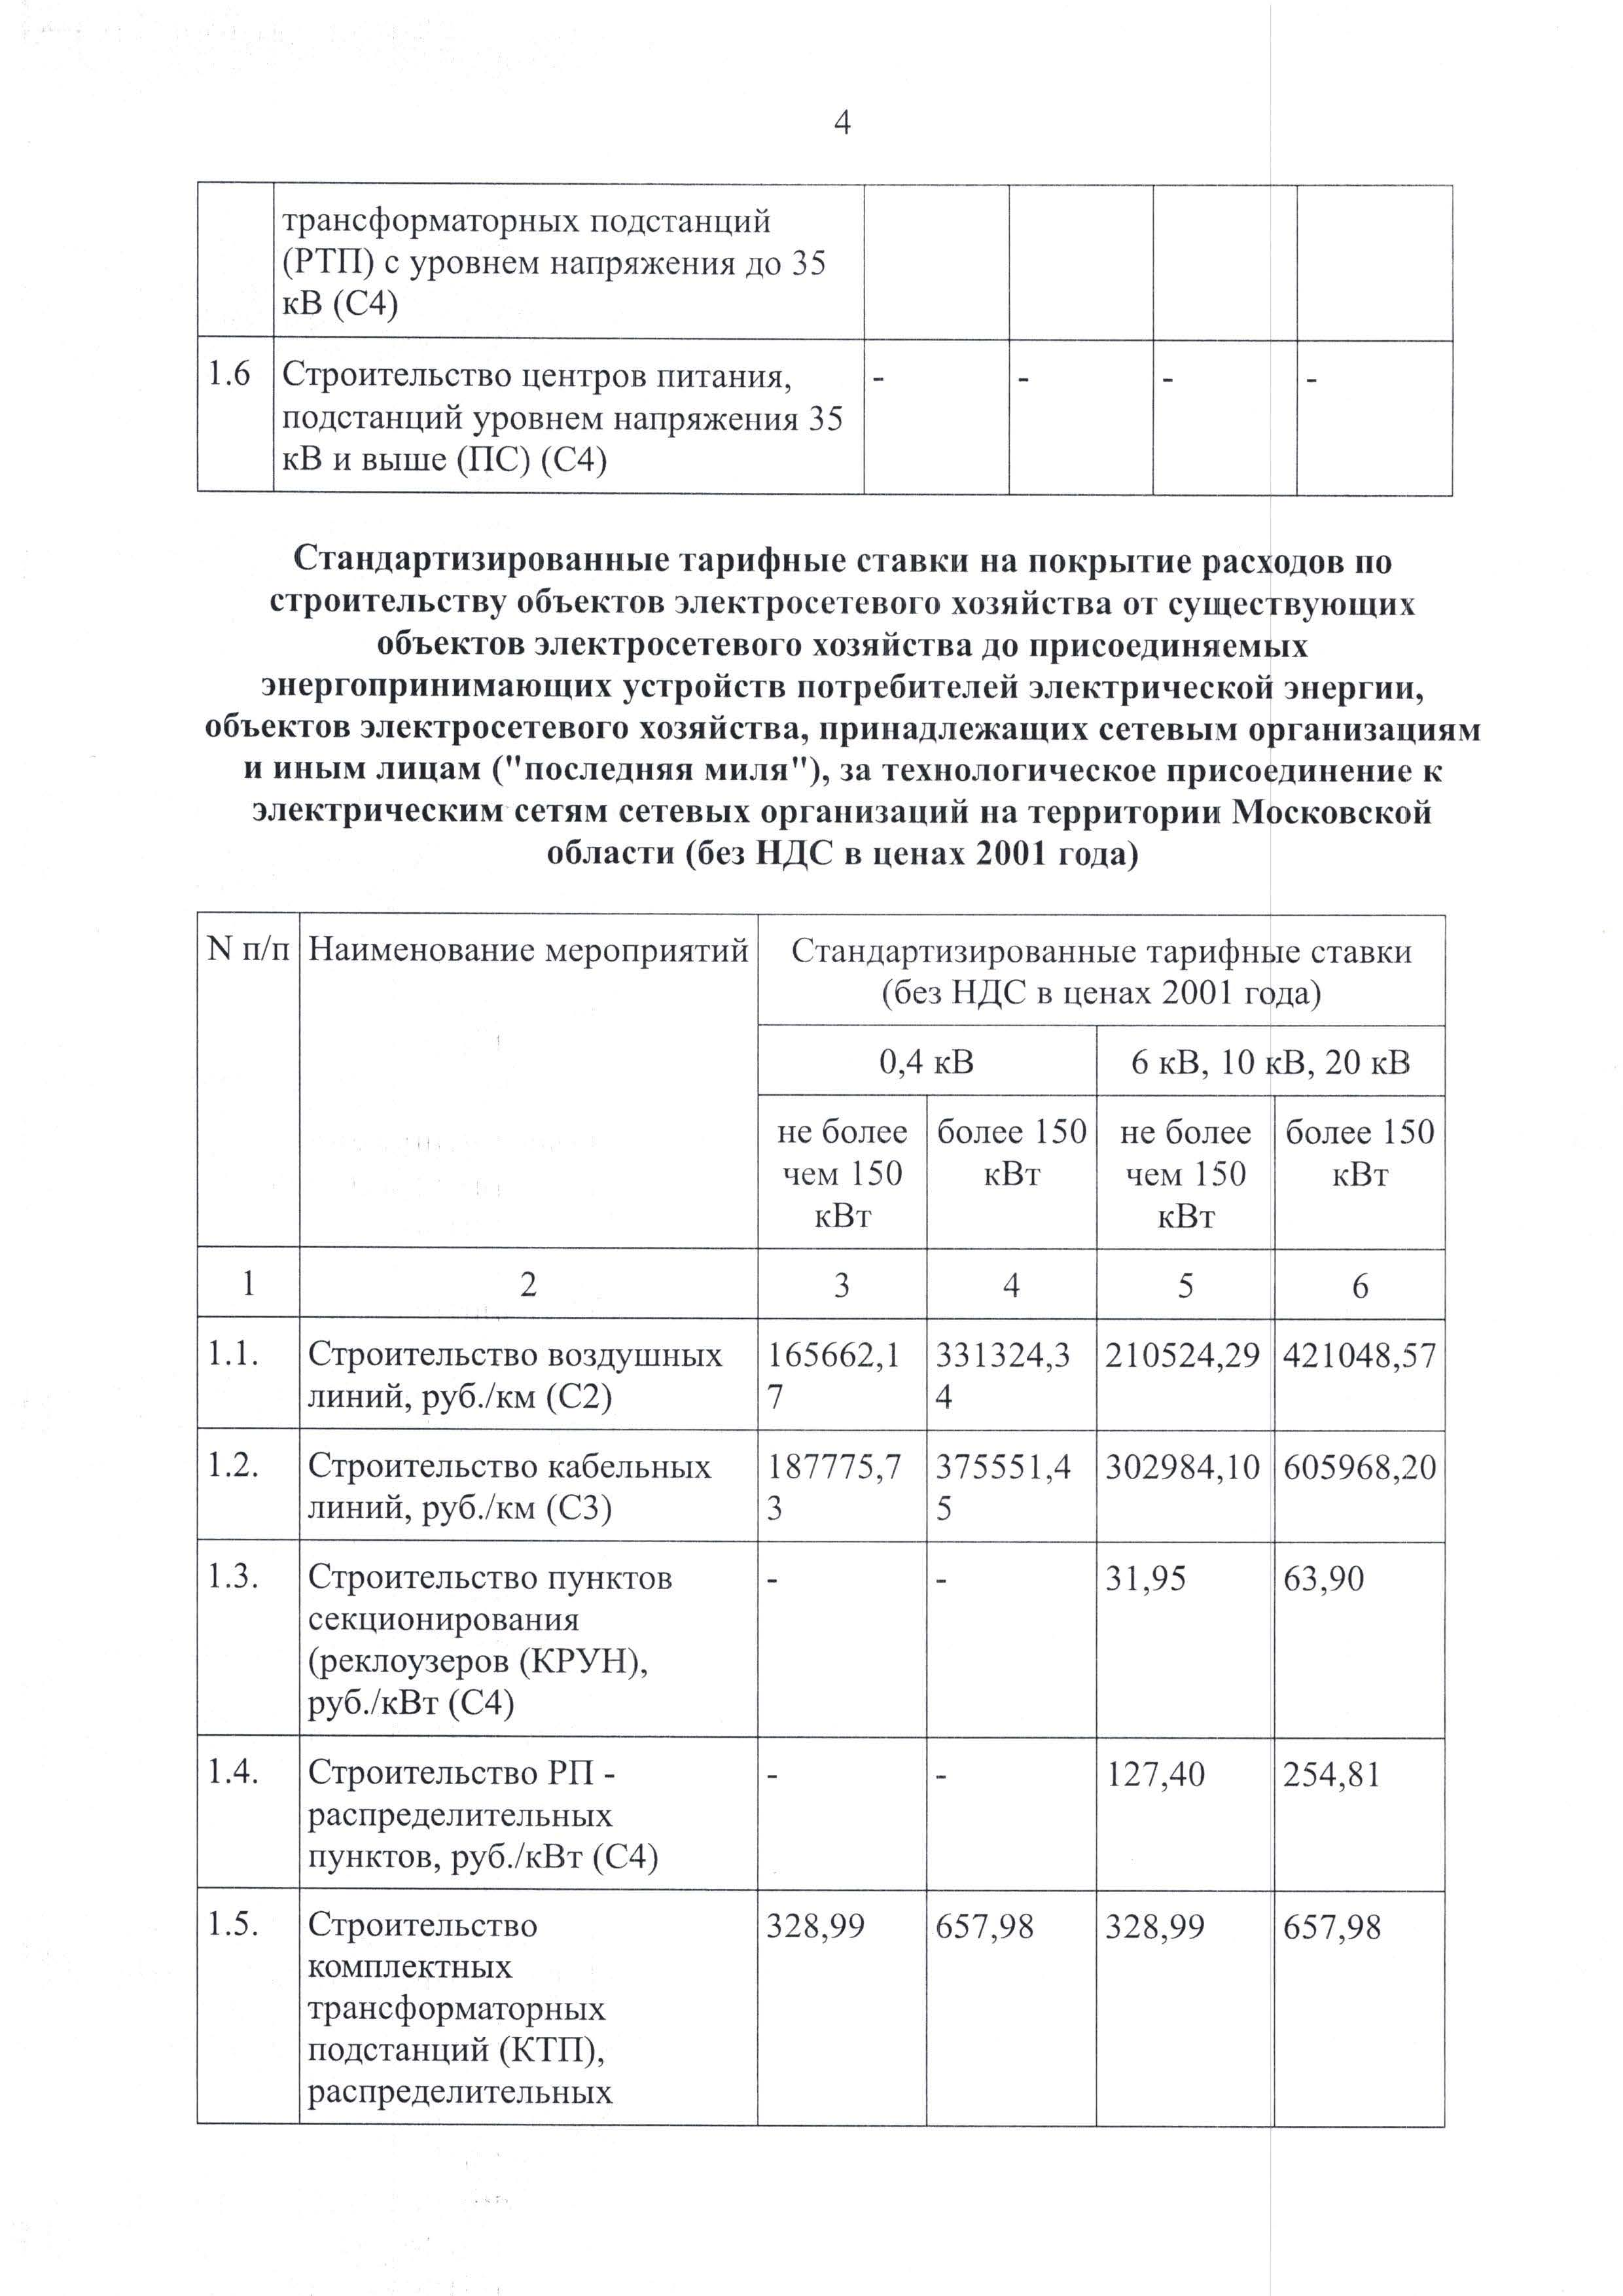 4
трансформаторных подстанций
(РТП) с уровнем напряжения до 35
кВ (С4)
1.6 Строительство центров питания, - - - -
подстанций уровнем напряжения 35
кВ и выше (ПС) (С4)
Стандартизированные тарифные ставки на покрытие расходов по
строительству объектов электросетевого хозяйства от существующих
объектов электросетевого хозяйства до присоединяемых
энергопринимающих устройств потребителей электрической энергии,
объектов электросетевого хозяйства, принадлежащих сетевым организациям
и иным лицам ("последняя миля"), за технологическое присоединение к
электрическим сетям сетевых организаций на территории Московской
области (без НДС в ценах 2001 года)
N п/п Наименование мероприятий Стандартизированные тарифные ставки
(без НДС в ценах 2001 года)
0,4 кВ 6 кВ, 10 кВ, 20 кВ
не более более 150 не более более 150
чем 150 кВт чем 150 кВт
кВт кВт
1 2 3 4 5 6
1.1. Строительство воздушных 165662,1 331324,3 210524,29 421048,57
линий, руб./км (С2) 7 4
1.2. Строительство кабельных 187775,7 375551,4 302984,10 605968,20
линий, руб./км (С3) 3 5
1.3. Строительство пунктов - - 31,95 63,90
секционирования
(реклоузеров (КРУН),
руб./кВт (С4)
1.4. Строительство РП - - - 127,40 254,81
распределительных
пунктов, руб./кВт (С4)
1.5. Строительство 328,99 657,98 328,99 657,98
комплектных
трансформаторных
подстанций (КТП),
распределительных